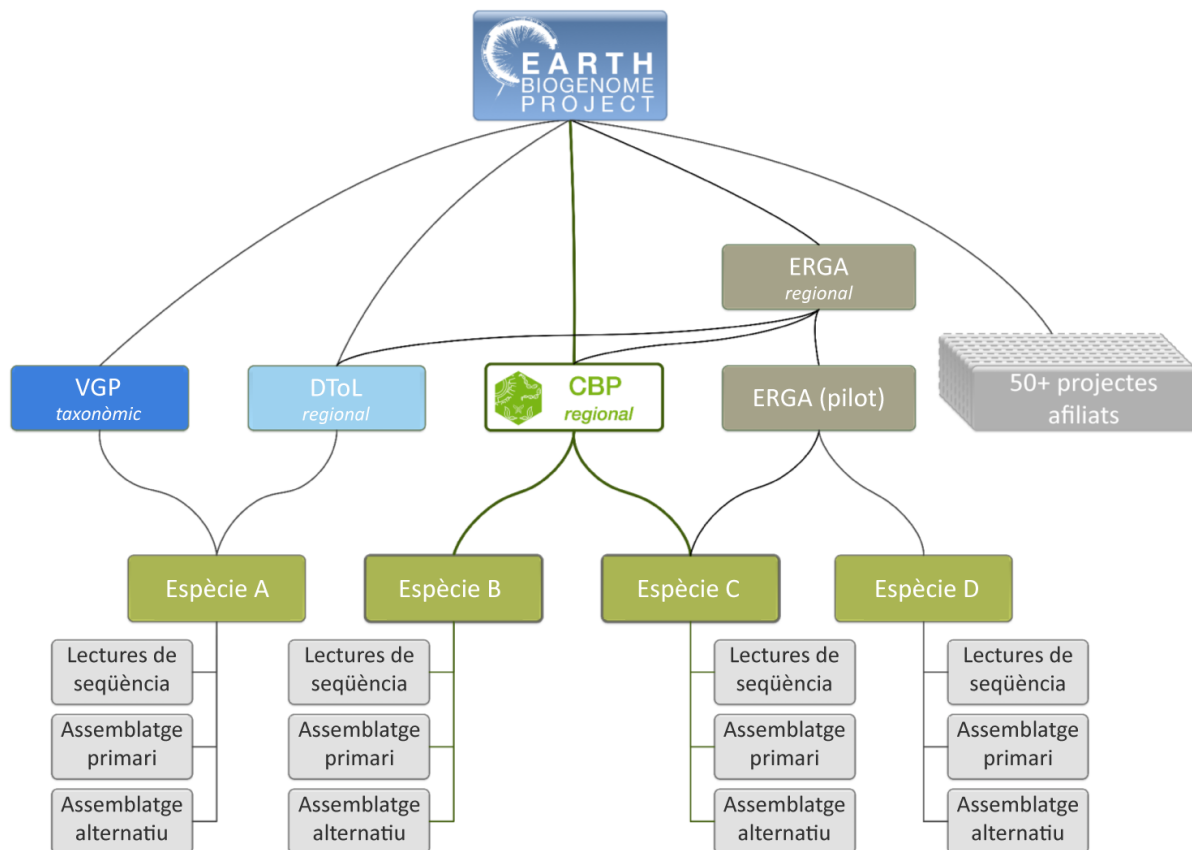 EARTH
BIOGENOME
PROJECT
ERGA
regional
VGP
taxonòmic
DToL
regional
CBP
regional
ERGA (pilot)
50+ projectes
afiliats
Espècie A
Espècie B
Espècie C
Espècie D
Lectures de
seqüència
Lectures de
seqüència
Lectures de
seqüència
Lectures de
seqüència
Assemblatge
primari
Assemblatge
primari
Assemblatge
primari
Assemblatge
primari
Assemblatge
alternatiu
Assemblatge
alternatiu
Assemblatge
alternatiu
Assemblatge
alternatiu